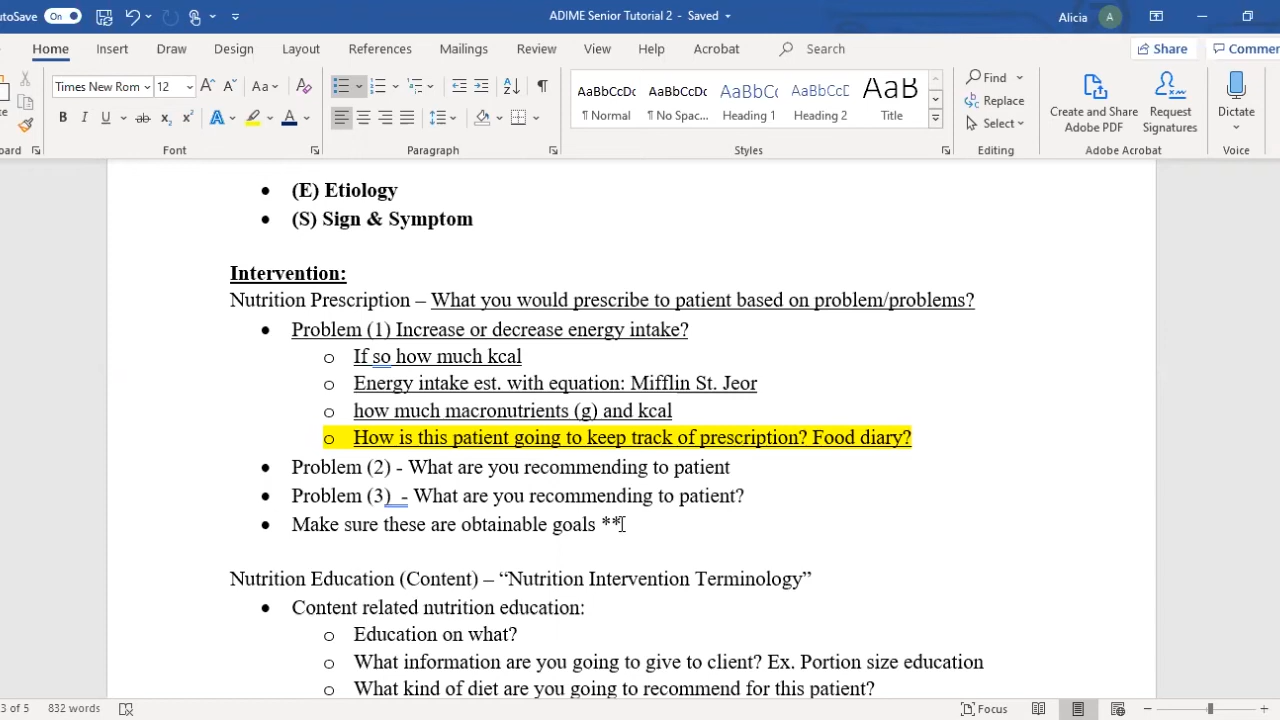 AutoSave On ADIME Senior Tutorial 2 - Saved Alicia A
Home Insert Draw Design Layout References Mailings Review View Help Acrobat Search Share
Times New Rom 12 Aa AaBbCcDc AaBbCcDc AaBbC AaBbCcD AaB Find
B I U ab x₂ x² A A Normal No Spac... Heading 1 Heading 2 Title Replace Select Create and Share Adobe PDF Request Signatures Dictate
Font Paragraph Styles Editing Adobe Acrobat Voice
• (E) Etiology
• (S) Sign & Symptom
Intervention:
Nutrition Prescription – What you would prescribe to patient based on problem/problems?
• Problem (1) Increase or decrease energy intake?
o If so how much kcal
o Energy intake est. with equation: Mifflin St. Jeor
o how much macronutrients (g) and kcal
o How is this patient going to keep track of prescription? Food diary?
• Problem (2) - What are you recommending to patient
• Problem (3) - What are you recommending to patient?
• Make sure these are obtainable goals **
Nutrition Education (Content) – “Nutrition Intervention Terminology”
• Content related nutrition education:
o Education on what?
o What information are you going to give to client? Ex. Portion size education
o What kind of diet are you going to recommend for this patient?
3 of 5 832 words Focus